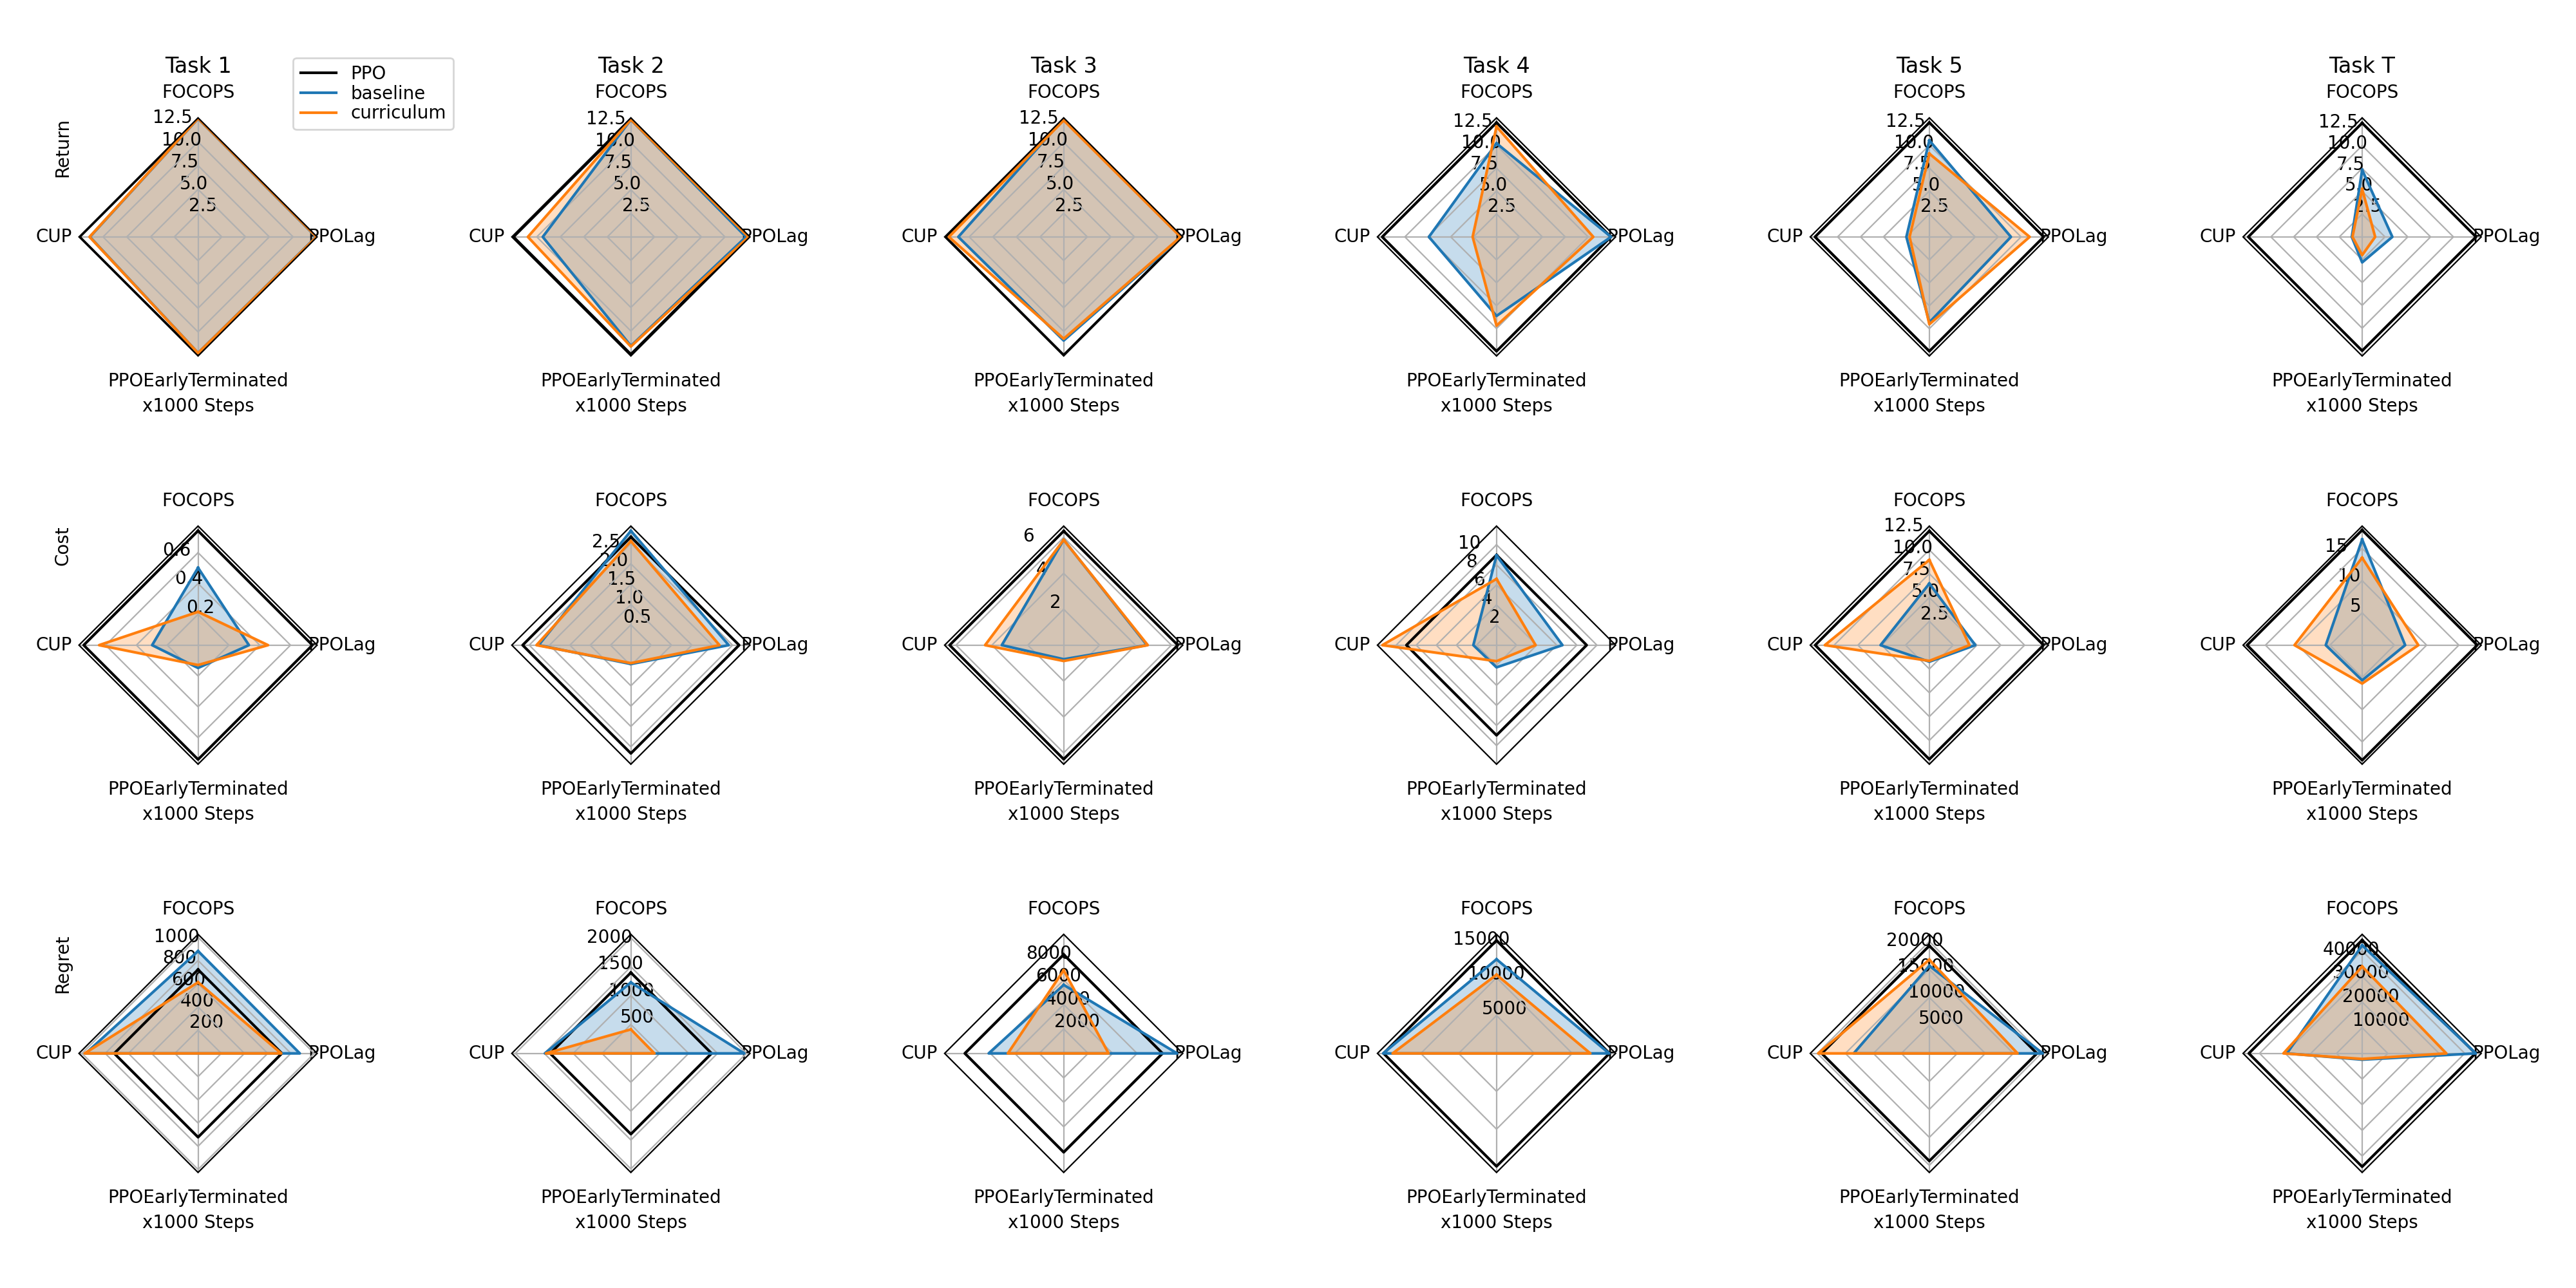 Task 1
Task 2
Task 3
Task 4
Task 5
Task T
PPO
baseline
curriculum
Return
FOCOPS
12.5
10.0
7.5
5.0
2.5
CUP
PPOLag
PPOEarlyTerminated
x1000 Steps
FOCOPS
12.5
10.0
7.5
5.0
2.5
CUP
PPOLag
PPOEarlyTerminated
x1000 Steps
FOCOPS
12.5
10.0
7.5
5.0
2.5
CUP
PPOLag
PPOEarlyTerminated
x1000 Steps
FOCOPS
12.5
10.0
7.5
5.0
2.5
CUP
PPOLag
PPOEarlyTerminated
x1000 Steps
FOCOPS
12.5
10.0
7.5
5.0
2.5
CUP
PPOLag
PPOEarlyTerminated
x1000 Steps
FOCOPS
12.5
10.0
7.5
5.0
2.5
CUP
PPOLag
PPOEarlyTerminated
x1000 Steps
Cost
FOCOPS
0.6
0.4
0.2
CUP
PPOLag
PPOEarlyTerminated
x1000 Steps
FOCOPS
2.5
2.0
1.5
1.0
0.5
CUP
PPOLag
PPOEarlyTerminated
x1000 Steps
FOCOPS
6
4
2
CUP
PPOLag
PPOEarlyTerminated
x1000 Steps
FOCOPS
10
8
6
4
2
CUP
PPOLag
PPOEarlyTerminated
x1000 Steps
FOCOPS
12.5
10.0
7.5
5.0
2.5
CUP
PPOLag
PPOEarlyTerminated
x1000 Steps
FOCOPS
15
10
5
CUP
PPOLag
PPOEarlyTerminated
x1000 Steps
Regret
FOCOPS
1000
800
600
400
200
CUP
PPOLag
PPOEarlyTerminated
x1000 Steps
FOCOPS
2000
1500
1000
500
CUP
PPOLag
PPOEarlyTerminated
x1000 Steps
FOCOPS
8000
6000
4000
2000
CUP
PPOLag
PPOEarlyTerminated
x1000 Steps
FOCOPS
15000
10000
5000
CUP
PPOLag
PPOEarlyTerminated
x1000 Steps
FOCOPS
20000
15000
10000
5000
CUP
PPOLag
PPOEarlyTerminated
x1000 Steps
FOCOPS
40000
30000
20000
10000
CUP
PPOLag
PPOEarlyTerminated
x1000 Steps